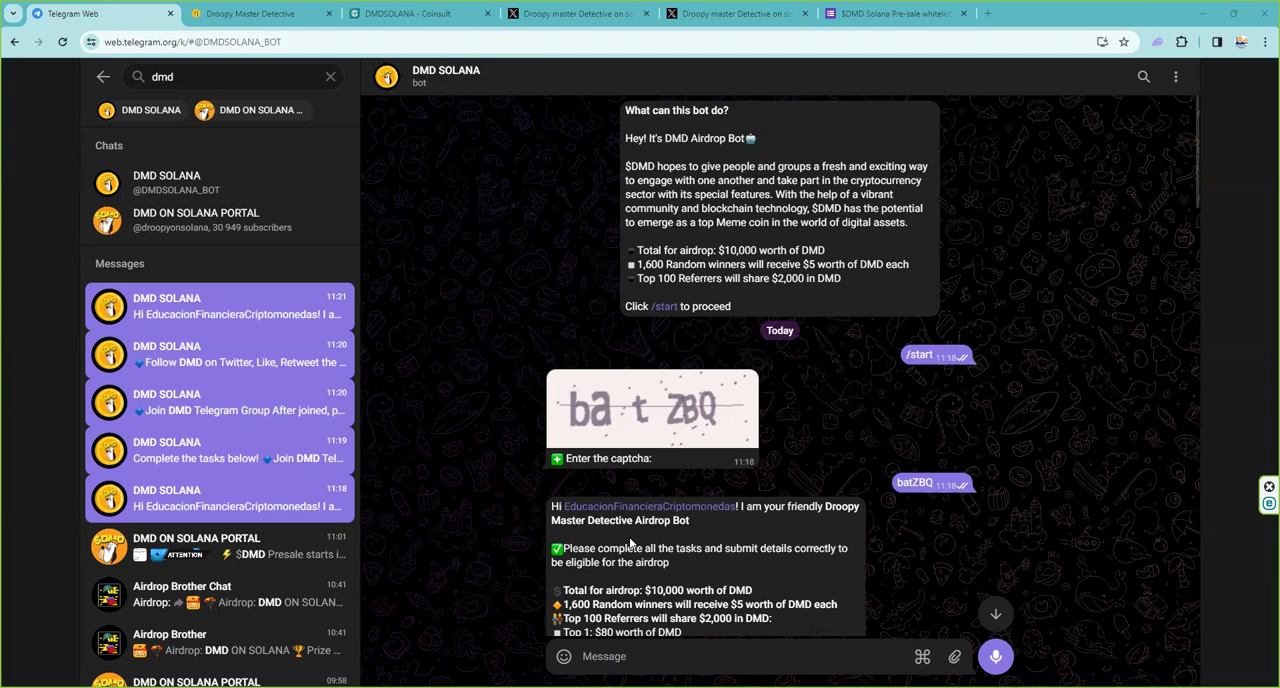 Telegram Web
Droopy Master Detective
DMDSOLANA - Coinsult
Droopy master Detective on so
Droopy master Detective on so
$DMD Solana Pre-sale whitelis
web.telegram.org/k/#@DMDSOLANA_BOT
dmd
DMD SOLANA
DMD ON SOLANA ...
Chats
DMD SOLANA
@DMDSOLANA_BOT
DMD ON SOLANA PORTAL
@droopyonsolana, 30 949 subscribers
Messages
DMD SOLANA 11:21
Hi EducacionFinancieraCriptomonedas! I a...
DMD SOLANA 11:20
Follow DMD on Twitter, Like, Retweet the ...
DMD SOLANA 11:20
Join DMD Telegram Group After joined, p...
DMD SOLANA 11:19
Complete the tasks below! Join DMD Tel...
DMD SOLANA 11:18
Hi EducacionFinancieraCriptomonedas! I a...
DMD ON SOLANA PORTAL 11:01
ATTENTION $DMD Presale starts i...
Airdrop Brother Chat 10:41
Airdrop: Airdrop: DMD ON SOLAN...
Airdrop Brother 10:41
Airdrop: DMD ON SOLANA Prize ...
DMD ON SOLANA PORTAL 09:58
DMD SOLANA
bot
What can this bot do?
Hey! It's DMD Airdrop Bot
$DMD hopes to give people and groups a fresh and exciting way
to engage with one another and take part in the cryptocurrency
sector with its special features. With the help of a vibrant
community and blockchain technology, $DMD has the potential
to emerge as a top Meme coin in the world of digital assets.
Total for airdrop: $10,000 worth of DMD
1,600 Random winners will receive $5 worth of DMD each
Top 100 Referrers will share $2,000 in DMD
Click /start to proceed
Today
/start 11:18
ba t ZBQ
Enter the captcha: 11:18
batZBQ 11:18
Hi EducacionFinancieraCriptomonedas! I am your friendly Droopy
Master Detective Airdrop Bot
Please complete all the tasks and submit details correctly to
be eligible for the airdrop
Total for airdrop: $10,000 worth of DMD
1,600 Random winners will receive $5 worth of DMD each
Top 100 Referrers will share $2,000 in DMD:
Top 1: $80 worth of DMD
Message